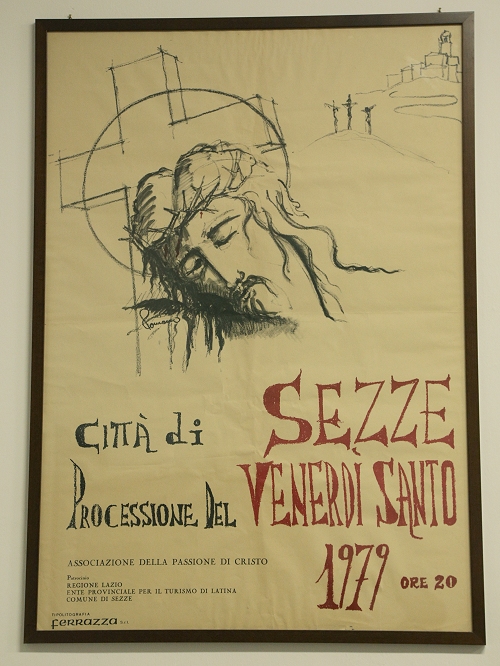 CITTÀ di SEZZE
PROCESSIONE DEL VENERDÌ SANTO
1979 ORE 20
ASSOCIAZIONE DELLA PASSIONE DI CRISTO
Patrocinio
REGIONE LAZIO
ENTE PROVINCIALE PER IL TURISMO DI LATINA
COMUNE DI SEZZE
TIPOLITOGRAFIA
FERRAZZA s.r.l.